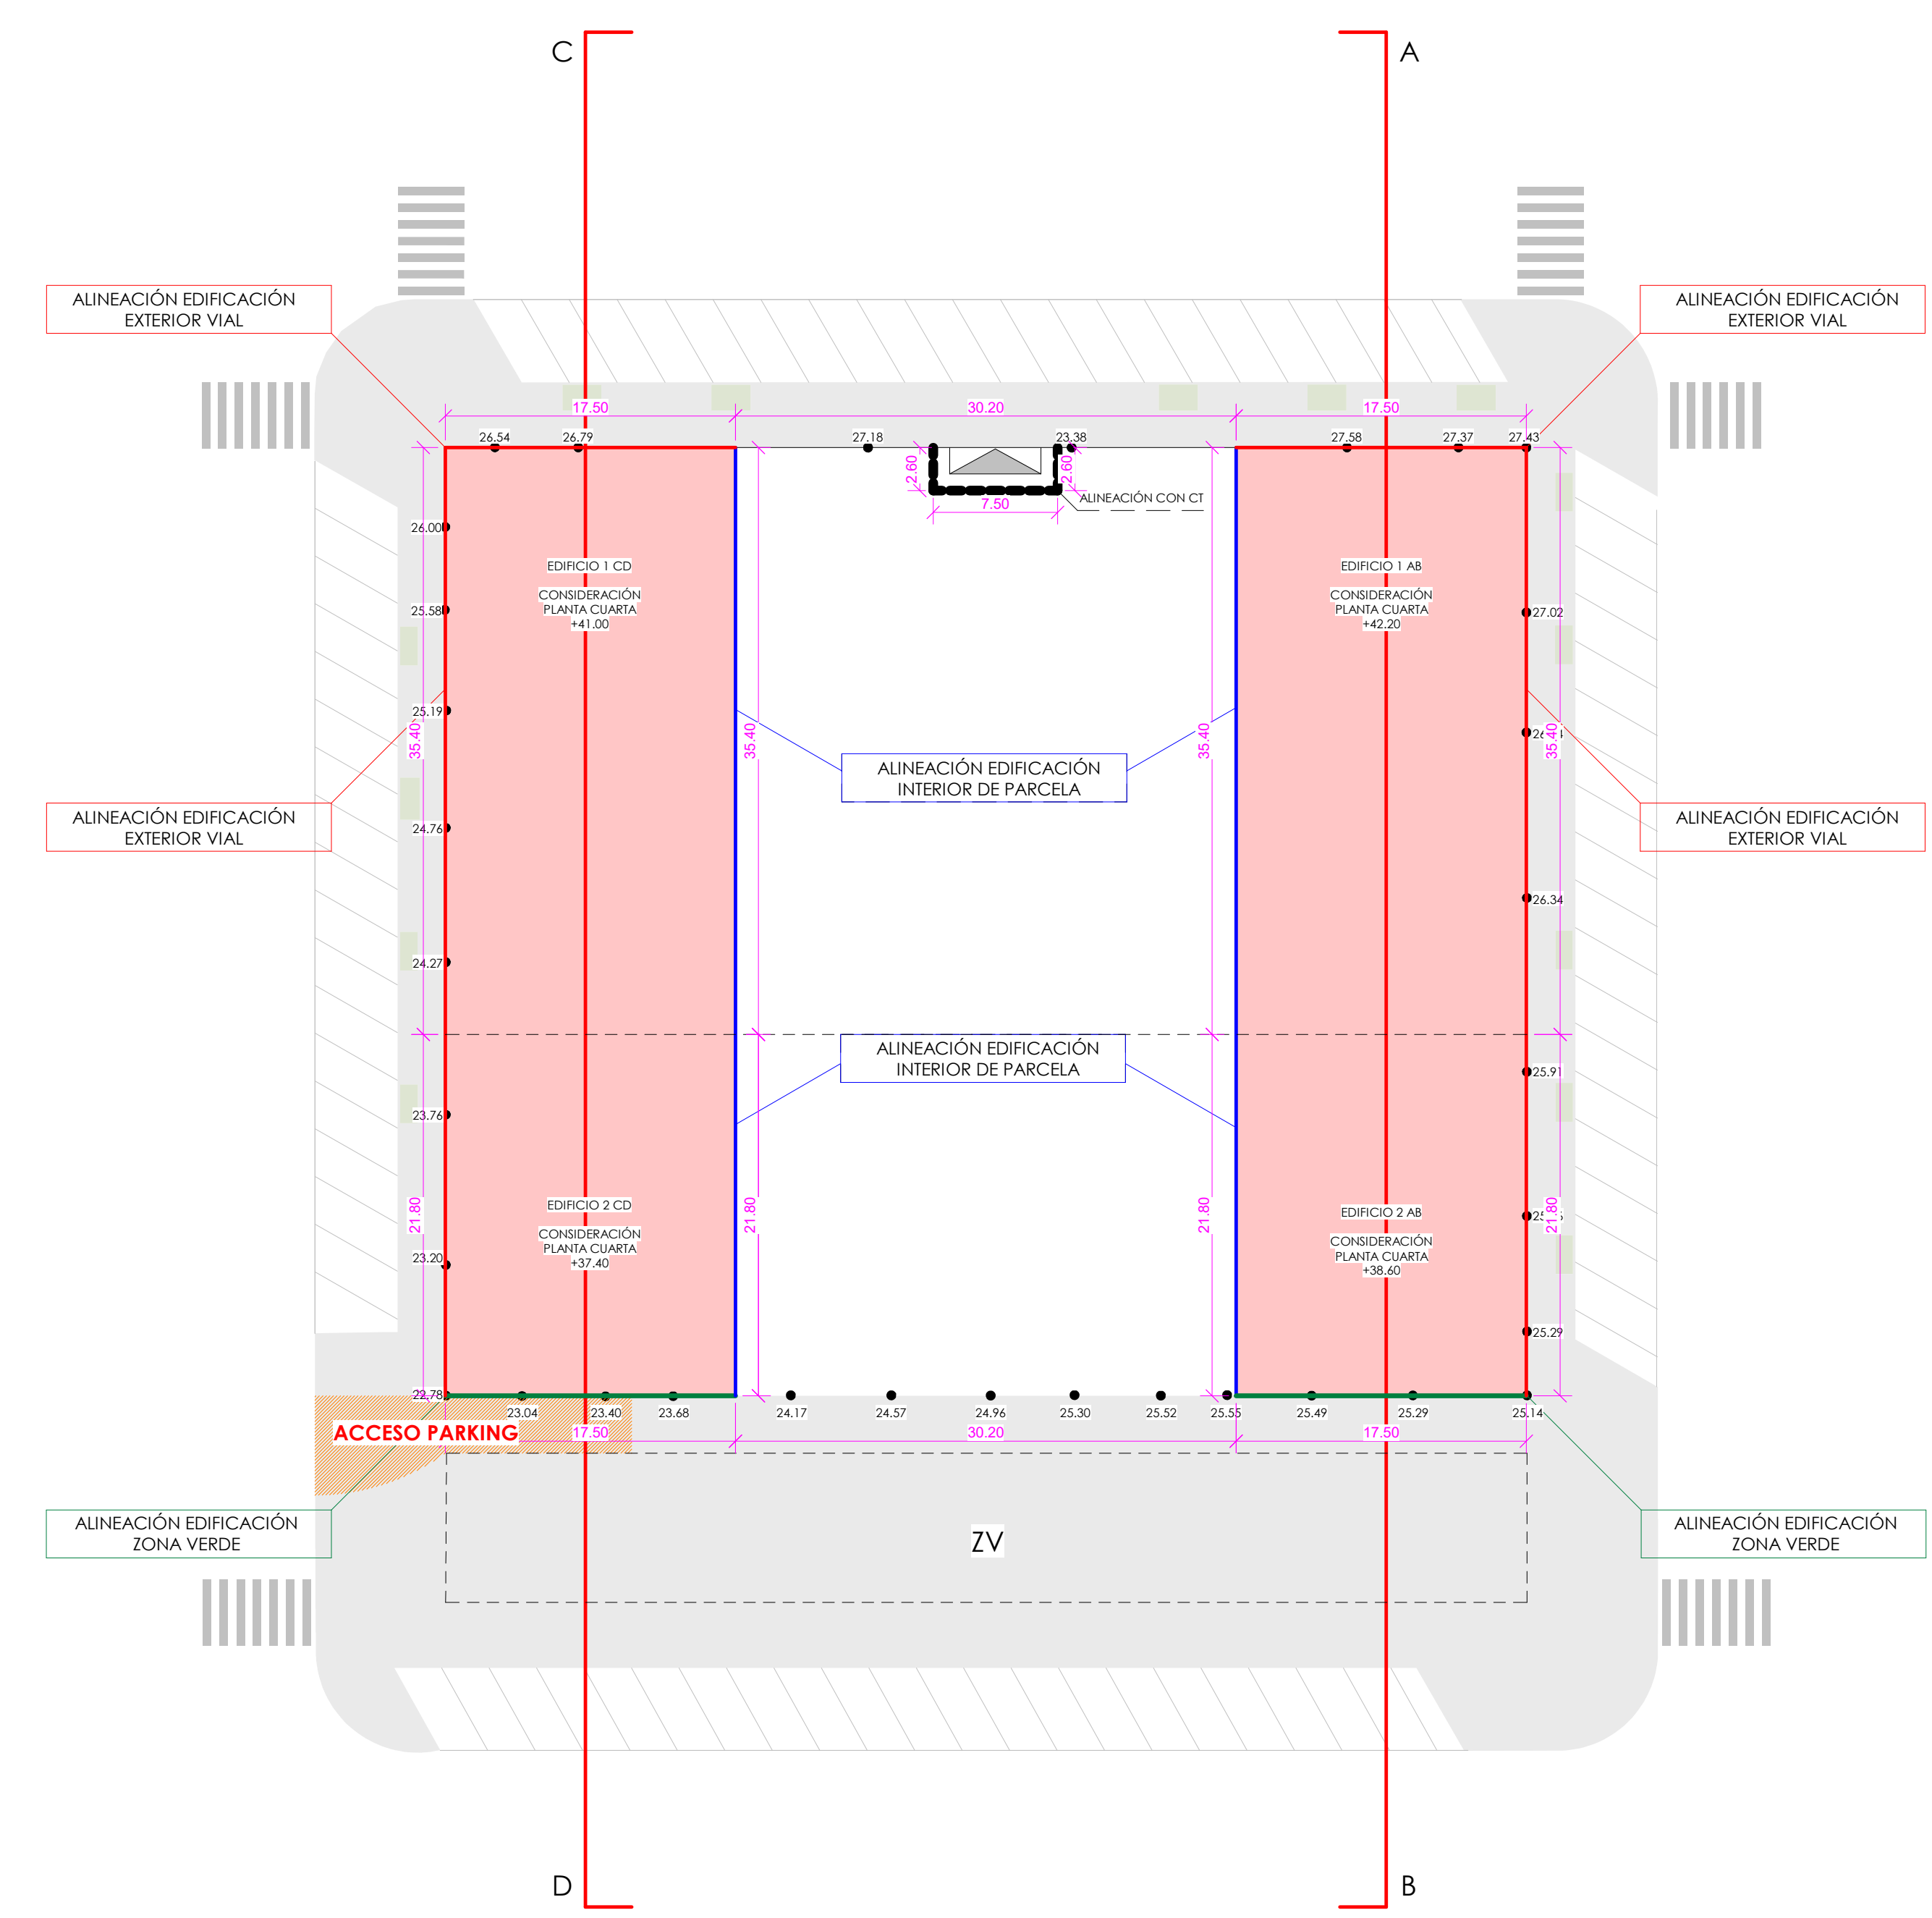 C
A
ALINEACIÓN EDIFICACIÓN
EXTERIOR VIAL
ALINEACIÓN EDIFICACIÓN
EXTERIOR VIAL
17.50
30.20
17.50
26.54
26.79
27.18
23.38
27.58
27.37
27.43
2.60
2.60
7.50
ALINEACIÓN CON CT
26.00
25.58
25.19
24.76
24.27
23.76
23.20
22.78
EDIFICIO 1 CD
CONSIDERACIÓN
PLANTA CUARTA
+41.00
EDIFICIO 1 AB
CONSIDERACIÓN
PLANTA CUARTA
+42.20
27.02
26.34
25.91
25.29
35.40
35.40
35.40
35.40
ALINEACIÓN EDIFICACIÓN
INTERIOR DE PARCELA
ALINEACIÓN EDIFICACIÓN
EXTERIOR VIAL
ALINEACIÓN EDIFICACIÓN
EXTERIOR VIAL
ALINEACIÓN EDIFICACIÓN
INTERIOR DE PARCELA
21.80
21.80
21.80
21.80
EDIFICIO 2 CD
CONSIDERACIÓN
PLANTA CUARTA
+37.40
EDIFICIO 2 AB
CONSIDERACIÓN
PLANTA CUARTA
+38.60
23.04
23.40
23.68
24.17
24.57
24.96
25.30
25.52
25.55
25.49
25.29
25.14
ACCESO PARKING
17.50
30.20
17.50
ALINEACIÓN EDIFICACIÓN
ZONA VERDE
ZV
ALINEACIÓN EDIFICACIÓN
ZONA VERDE
D
B